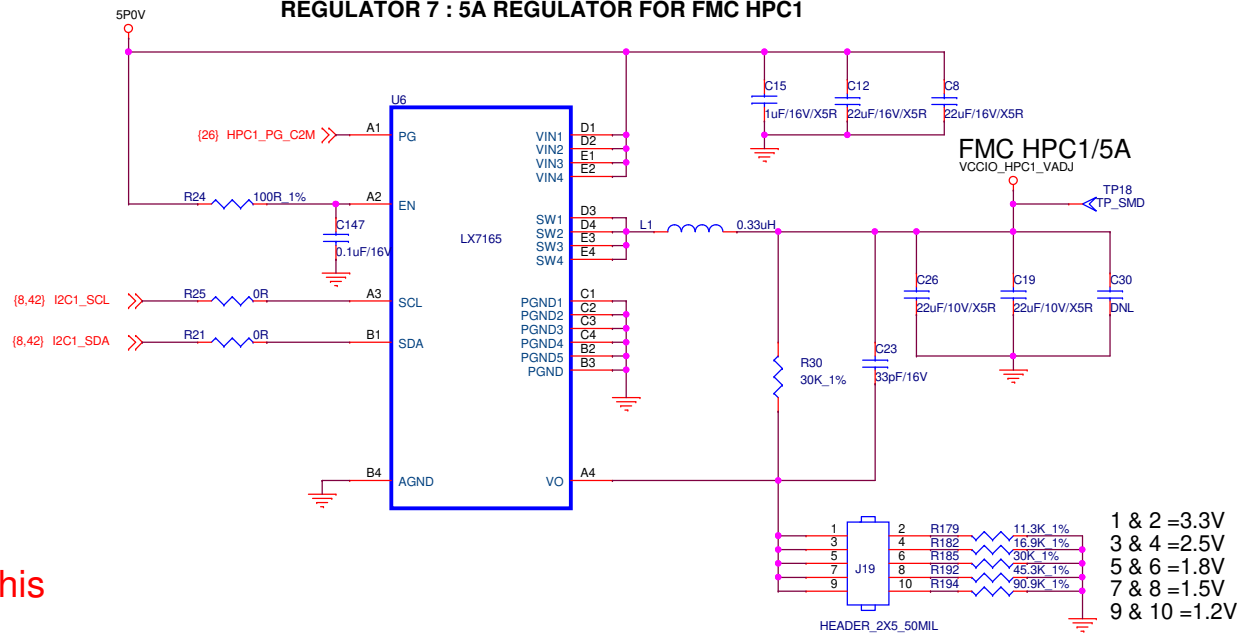 REGULATOR 7 : 5A REGULATOR FOR FMC HPC1
5P0V
C15
1uF/16V/X5R
C12
22uF/16V/X5R
C8
22uF/16V/X5R
U6
LX7165
{26} HPC1_PG_C2M
A1
PG
R24
100R_1%
A2
EN
C147
0.1uF/16V
{8,42} I2C1_SCL
R25
0R
A3
SCL
{8,42} I2C1_SDA
R21
0R
B1
SDA
B4
AGND
VIN1
D1
VIN2
D2
VIN3
E1
VIN4
E2
SW1
D3
SW2
D4
SW3
E3
SW4
E4
PGND1
C1
PGND2
C2
PGND3
C3
PGND4
C4
PGND5
B2
PGND
B3
VO
A4
L1
0.33uH
FMC HPC1/5A
VCCIO_HPC1_VADJ
TP18
TP_SMD
C26
22uF/10V/X5R
C19
22uF/10V/X5R
C30
DNL
R30
30K_1%
C23
33pF/16V
1
2
R179
11.3K_1%
3
4
R182
16.9K_1%
5
6
R185
30K_1%
7
8
R192
45.3K_1%
9
10
R194
90.9K_1%
J19
HEADER_2X5_50MIL
1 & 2 =3.3V
3 & 4 =2.5V
5 & 6 =1.8V
7 & 8 =1.5V
9 & 10 =1.2V
his